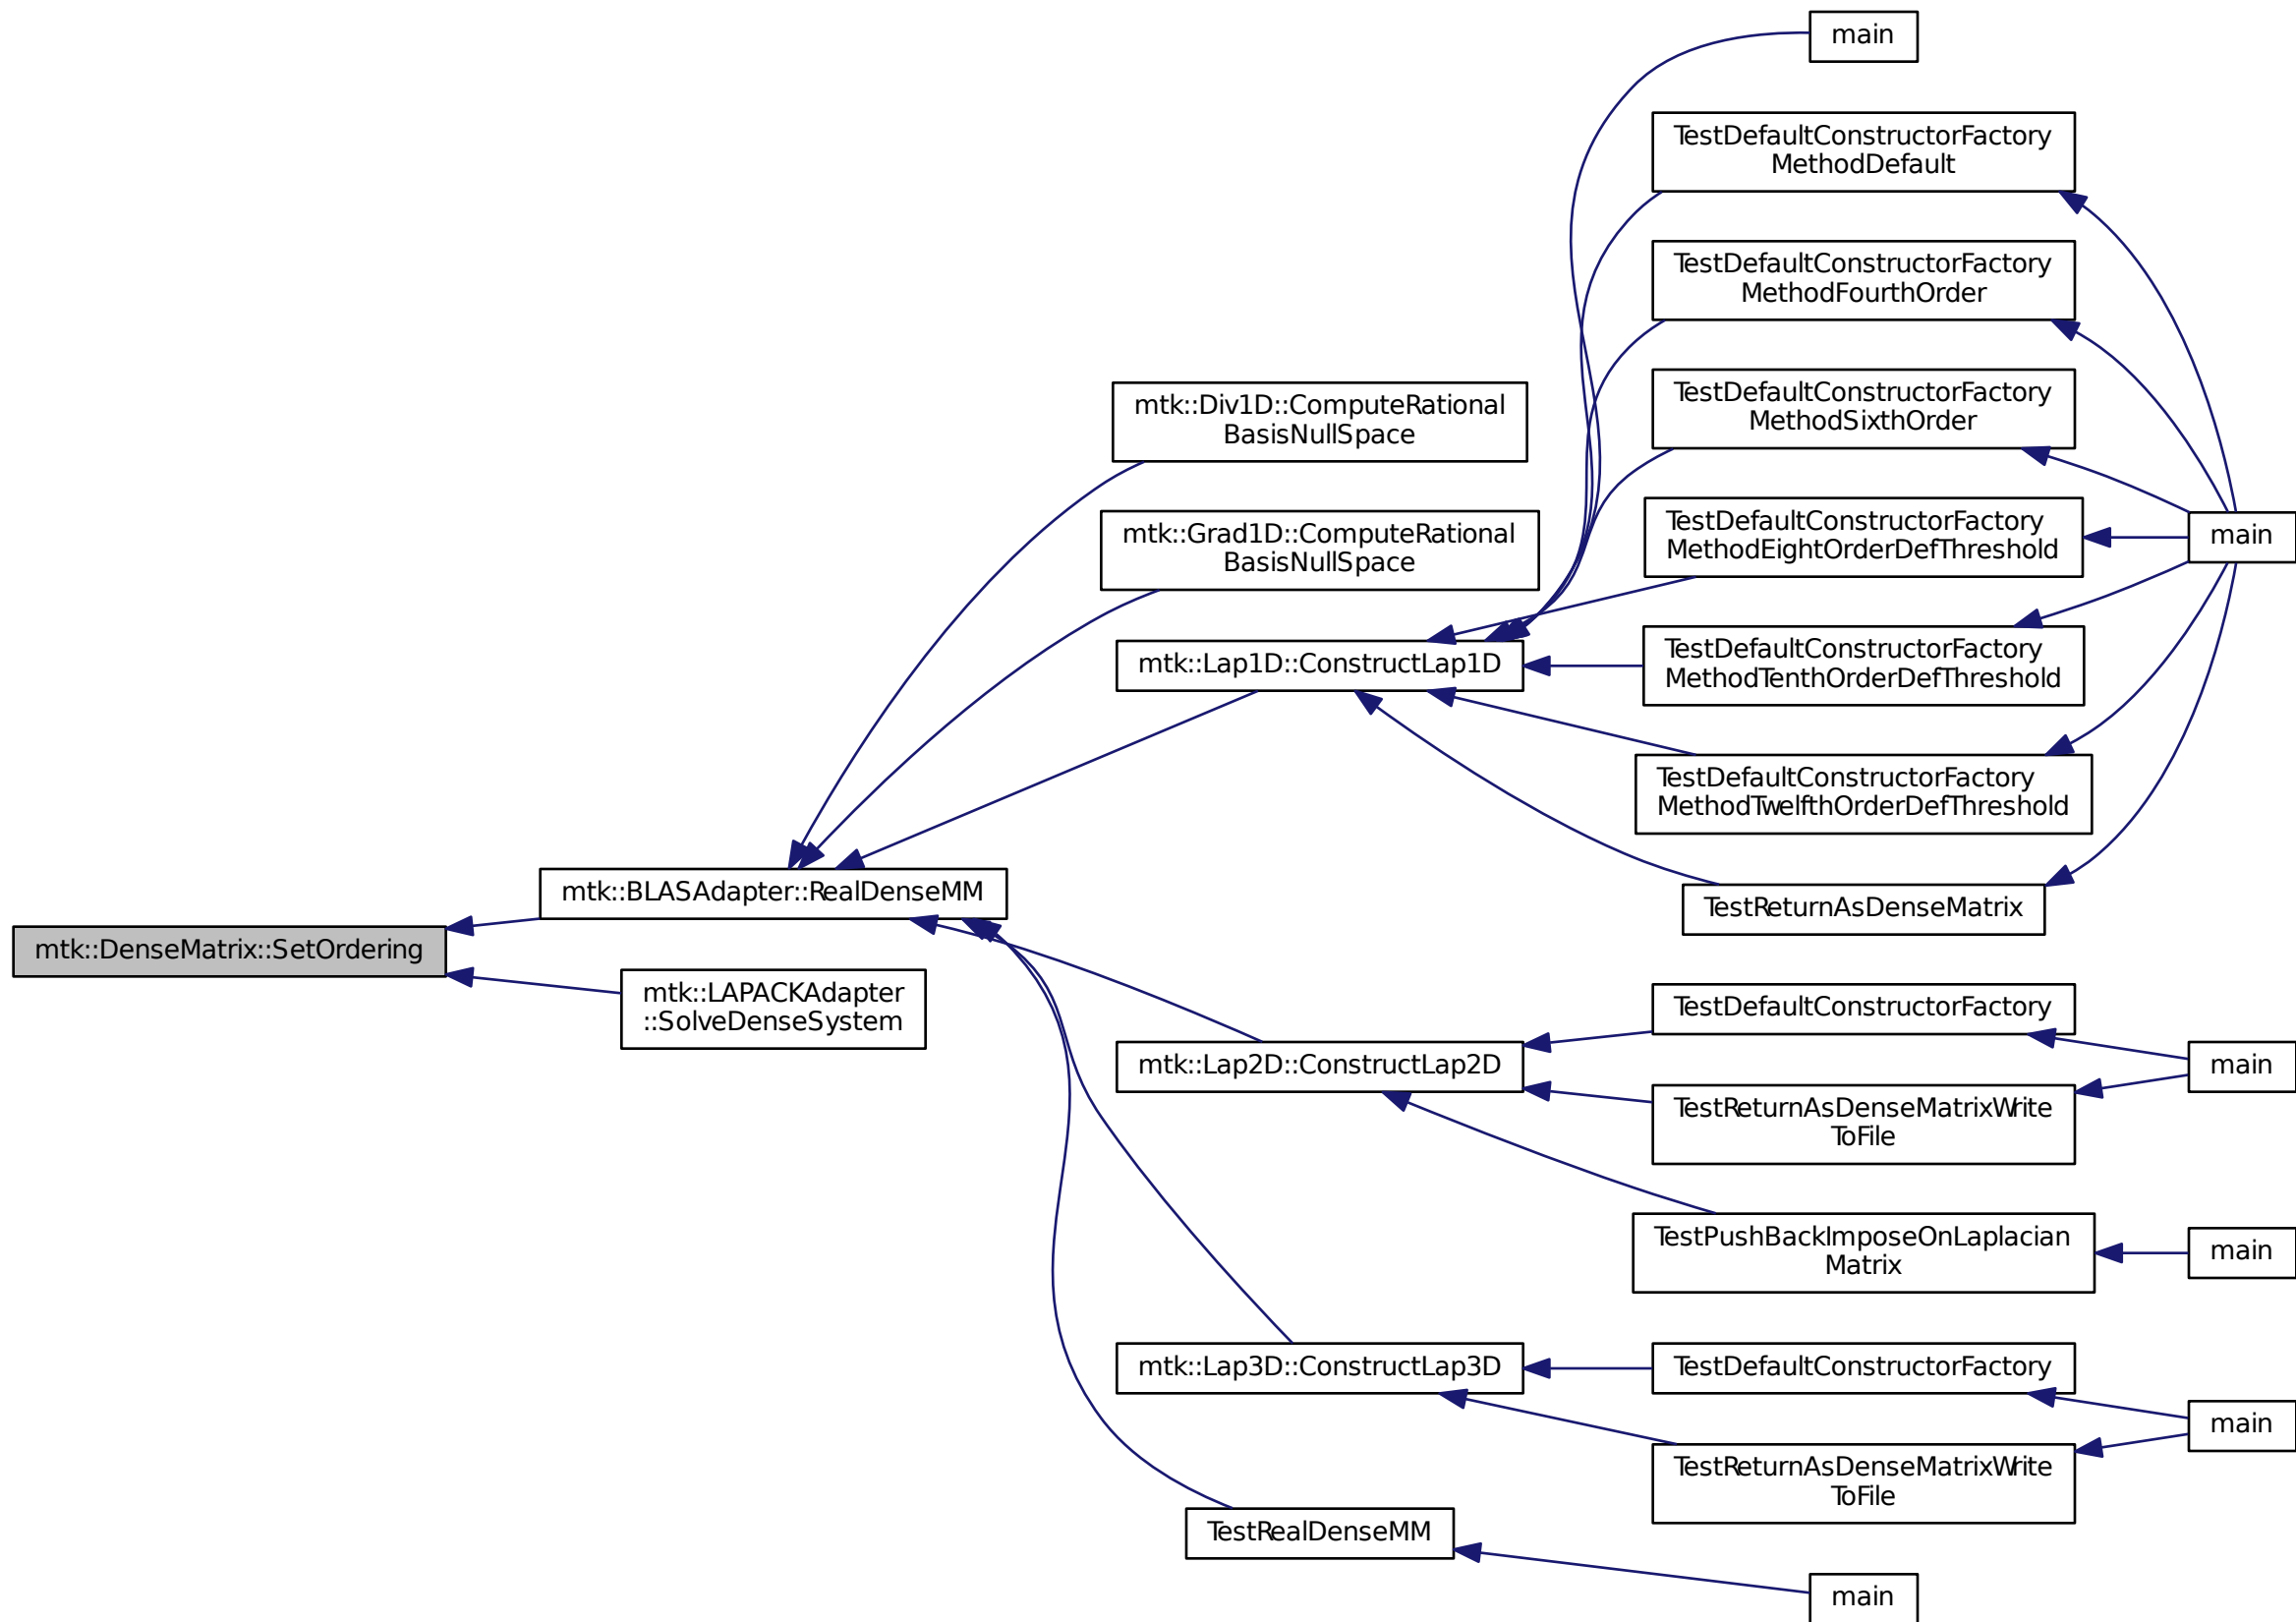 main
TestDefaultConstructorFactory
MethodDefault
TestDefaultConstructorFactory
MethodFourthOrder
mtk::Div1D::ComputeRational
BasisNullSpace
TestDefaultConstructorFactory
MethodSixthOrder
mtk::Grad1D::ComputeRational
BasisNullSpace
TestDefaultConstructorFactory
MethodEightOrderDefThreshold
main
mtk::Lap1D::ConstructLap1D
TestDefaultConstructorFactory
MethodTenthOrderDefThreshold
TestDefaultConstructorFactory
MethodTwelfthOrderDefThreshold
mtk::BLASAdapter::RealDenseMM
TestReturnAsDenseMatrix
mtk::DenseMatrix::SetOrdering
mtk::LAPACKAdapter
::SolveDenseSystem
TestDefaultConstructorFactory
mtk::Lap2D::ConstructLap2D
main
TestReturnAsDenseMatrixWrite
ToFile
TestPushBackImposeOnLaplacian
Matrix
main
mtk::Lap3D::ConstructLap3D
TestDefaultConstructorFactory
main
TestReturnAsDenseMatrixWrite
ToFile
TestRealDenseMM
main